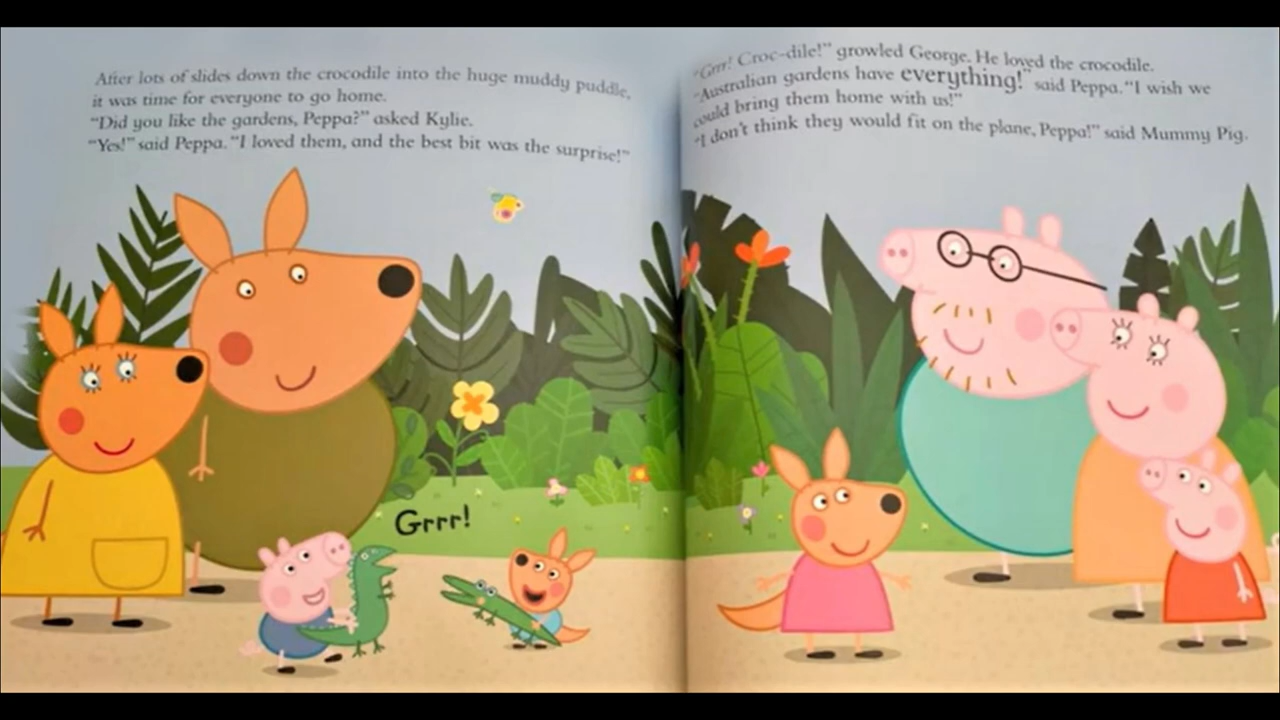 After lots of slides down the crocodile into the huge muddy puddle,
it was time for everyone to go home.
“Did you like the gardens, Peppa?” asked Kylie.
“Yes!” said Peppa. “I loved them, and the best bit was the surprise!”
Grrr!
“Grrr! Croc-dile!” growled George. He loved the crocodile.
“Australian gardens have everything!” said Peppa. “I wish we
could bring them home with us!”
“I don’t think they would fit on the plane, Peppa!” said Mummy Pig.